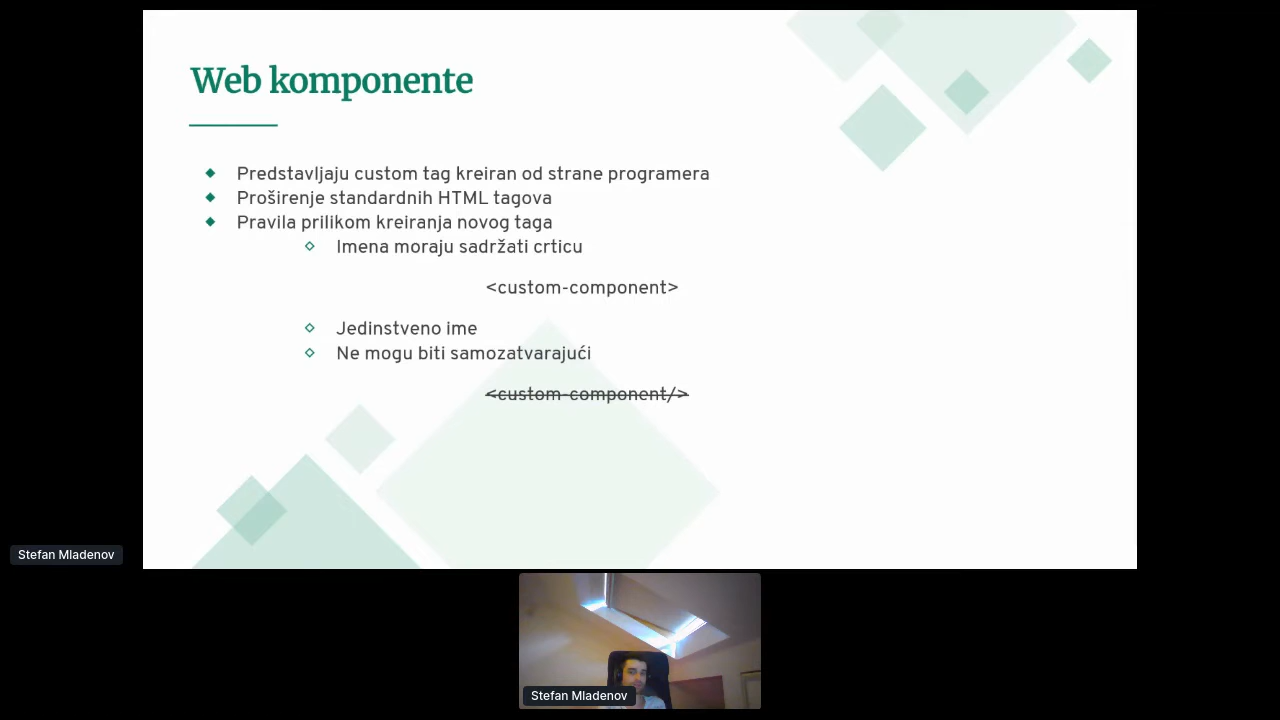 Web komponente
Predstavljaju custom tag kreiran od strane programera
Proširenje standardnih HTML tagova
Pravila prilikom kreiranja novog taga
Imena moraju sadržati crticu
<custom-component>
Jedinstveno ime
Ne mogu biti samozatvarajući
<custom-component/>
Stefan Mladenov
Stefan Mladenov